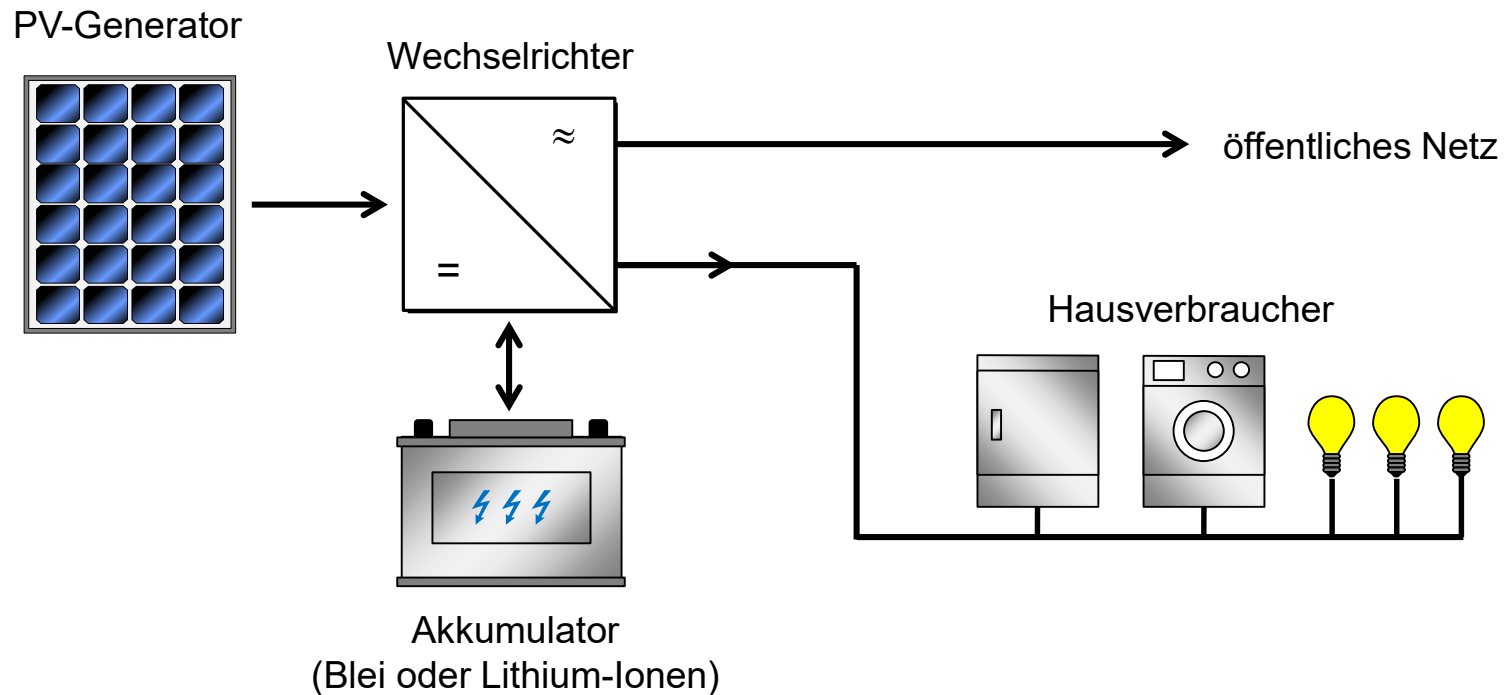 PV-Generator
Wechselrichter
≈
=
öffentliches Netz
Hausverbraucher
Akkumulator
(Blei oder Lithium-Ionen)